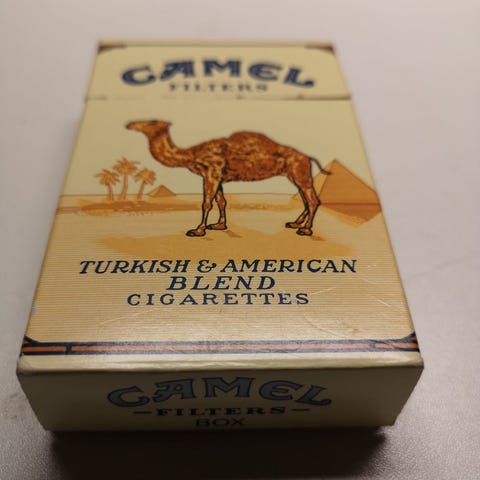 CAMEL
FILTERS
TURKISH & AMERICAN
BLEND
CIGARETTES
CAMEL
–FILTERS–
BOX